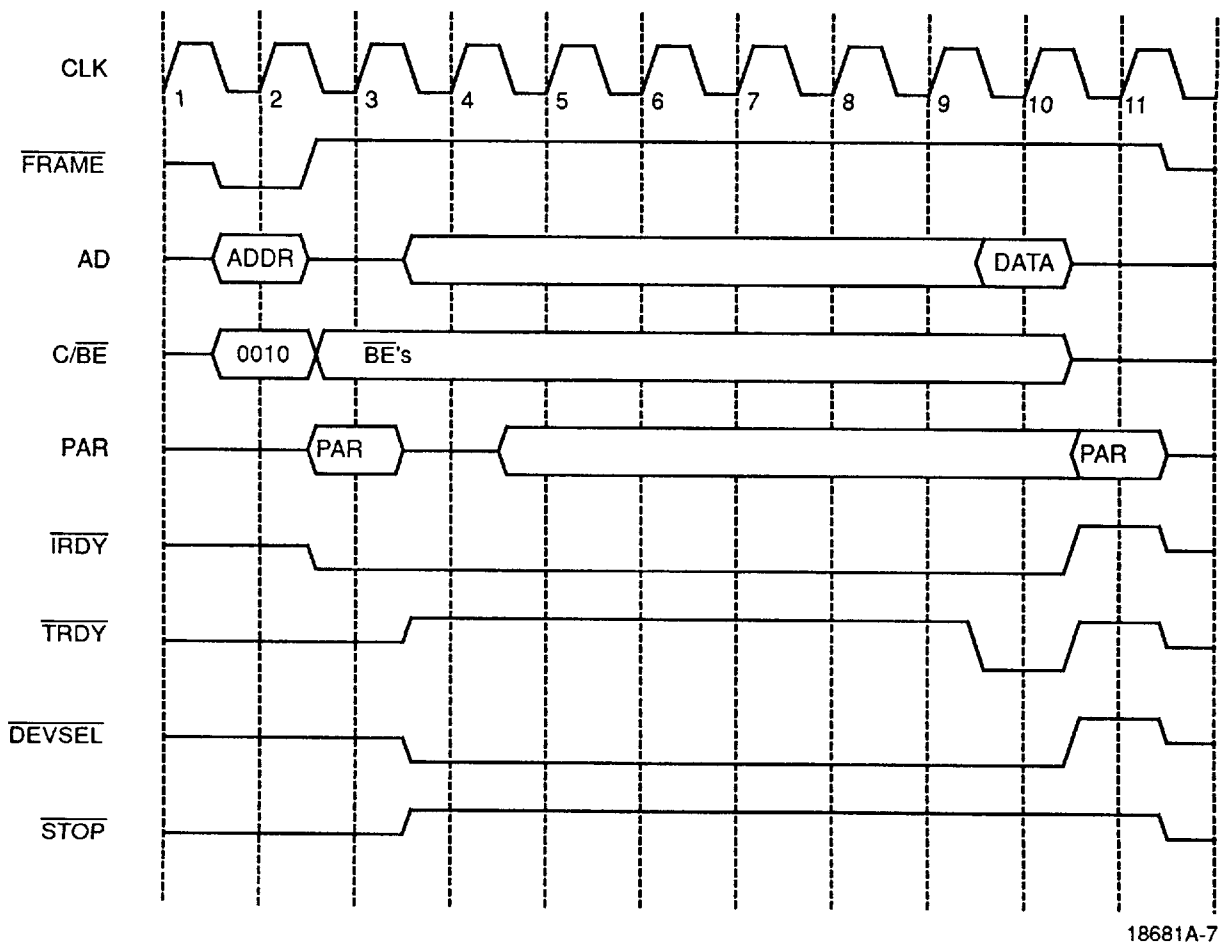 CLK
1 2 3 4 5 6 7 8 9 10 11
FRAME
AD
ADDR
DATA
C/BE
0010
BE's
PAR
PAR
PAR
IRDY
TRDY
DEVSEL
STOP
18681A-7